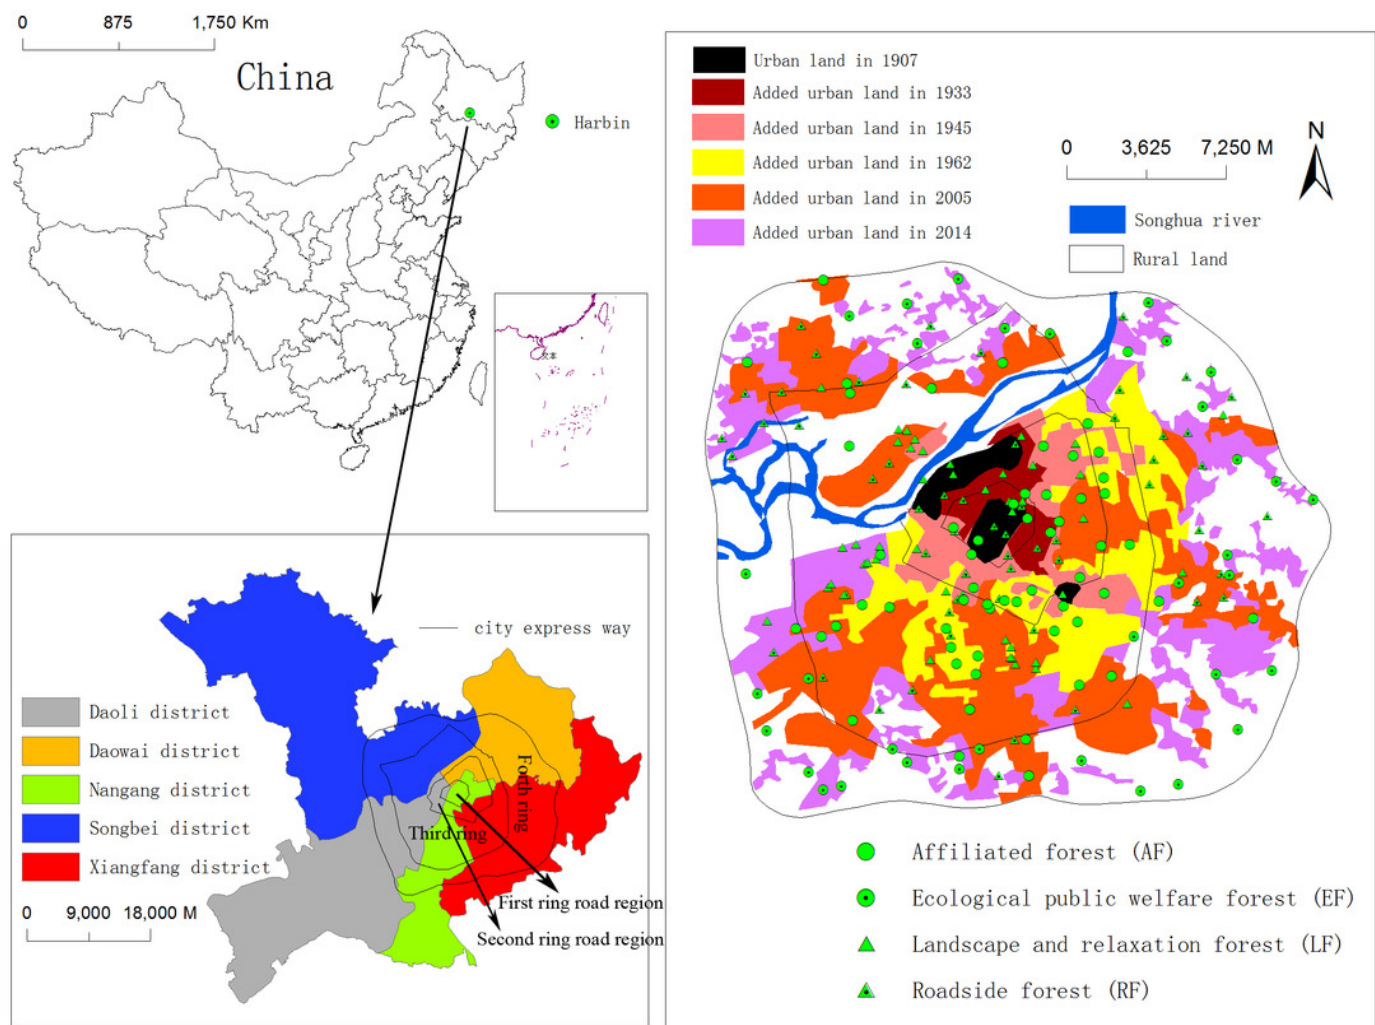 0 875 1,750 Km
China
Harbin
city express way
Daoli district
Daowai district
Nangang district
Songbei district
Xiangfang district
0 9,000 18,000 M
Forth ring
Third ring
First ring road region
Second ring road region
Urban land in 1907
Added urban land in 1933
Added urban land in 1945
Added urban land in 1962
Added urban land in 2005
Added urban land in 2014
N
0 3,625 7,250 M
Songhua river
Rural land
Affiliated forest (AF)
Ecological public welfare forest (EF)
Landscape and relaxation forest (LF)
Roadside forest (RF)